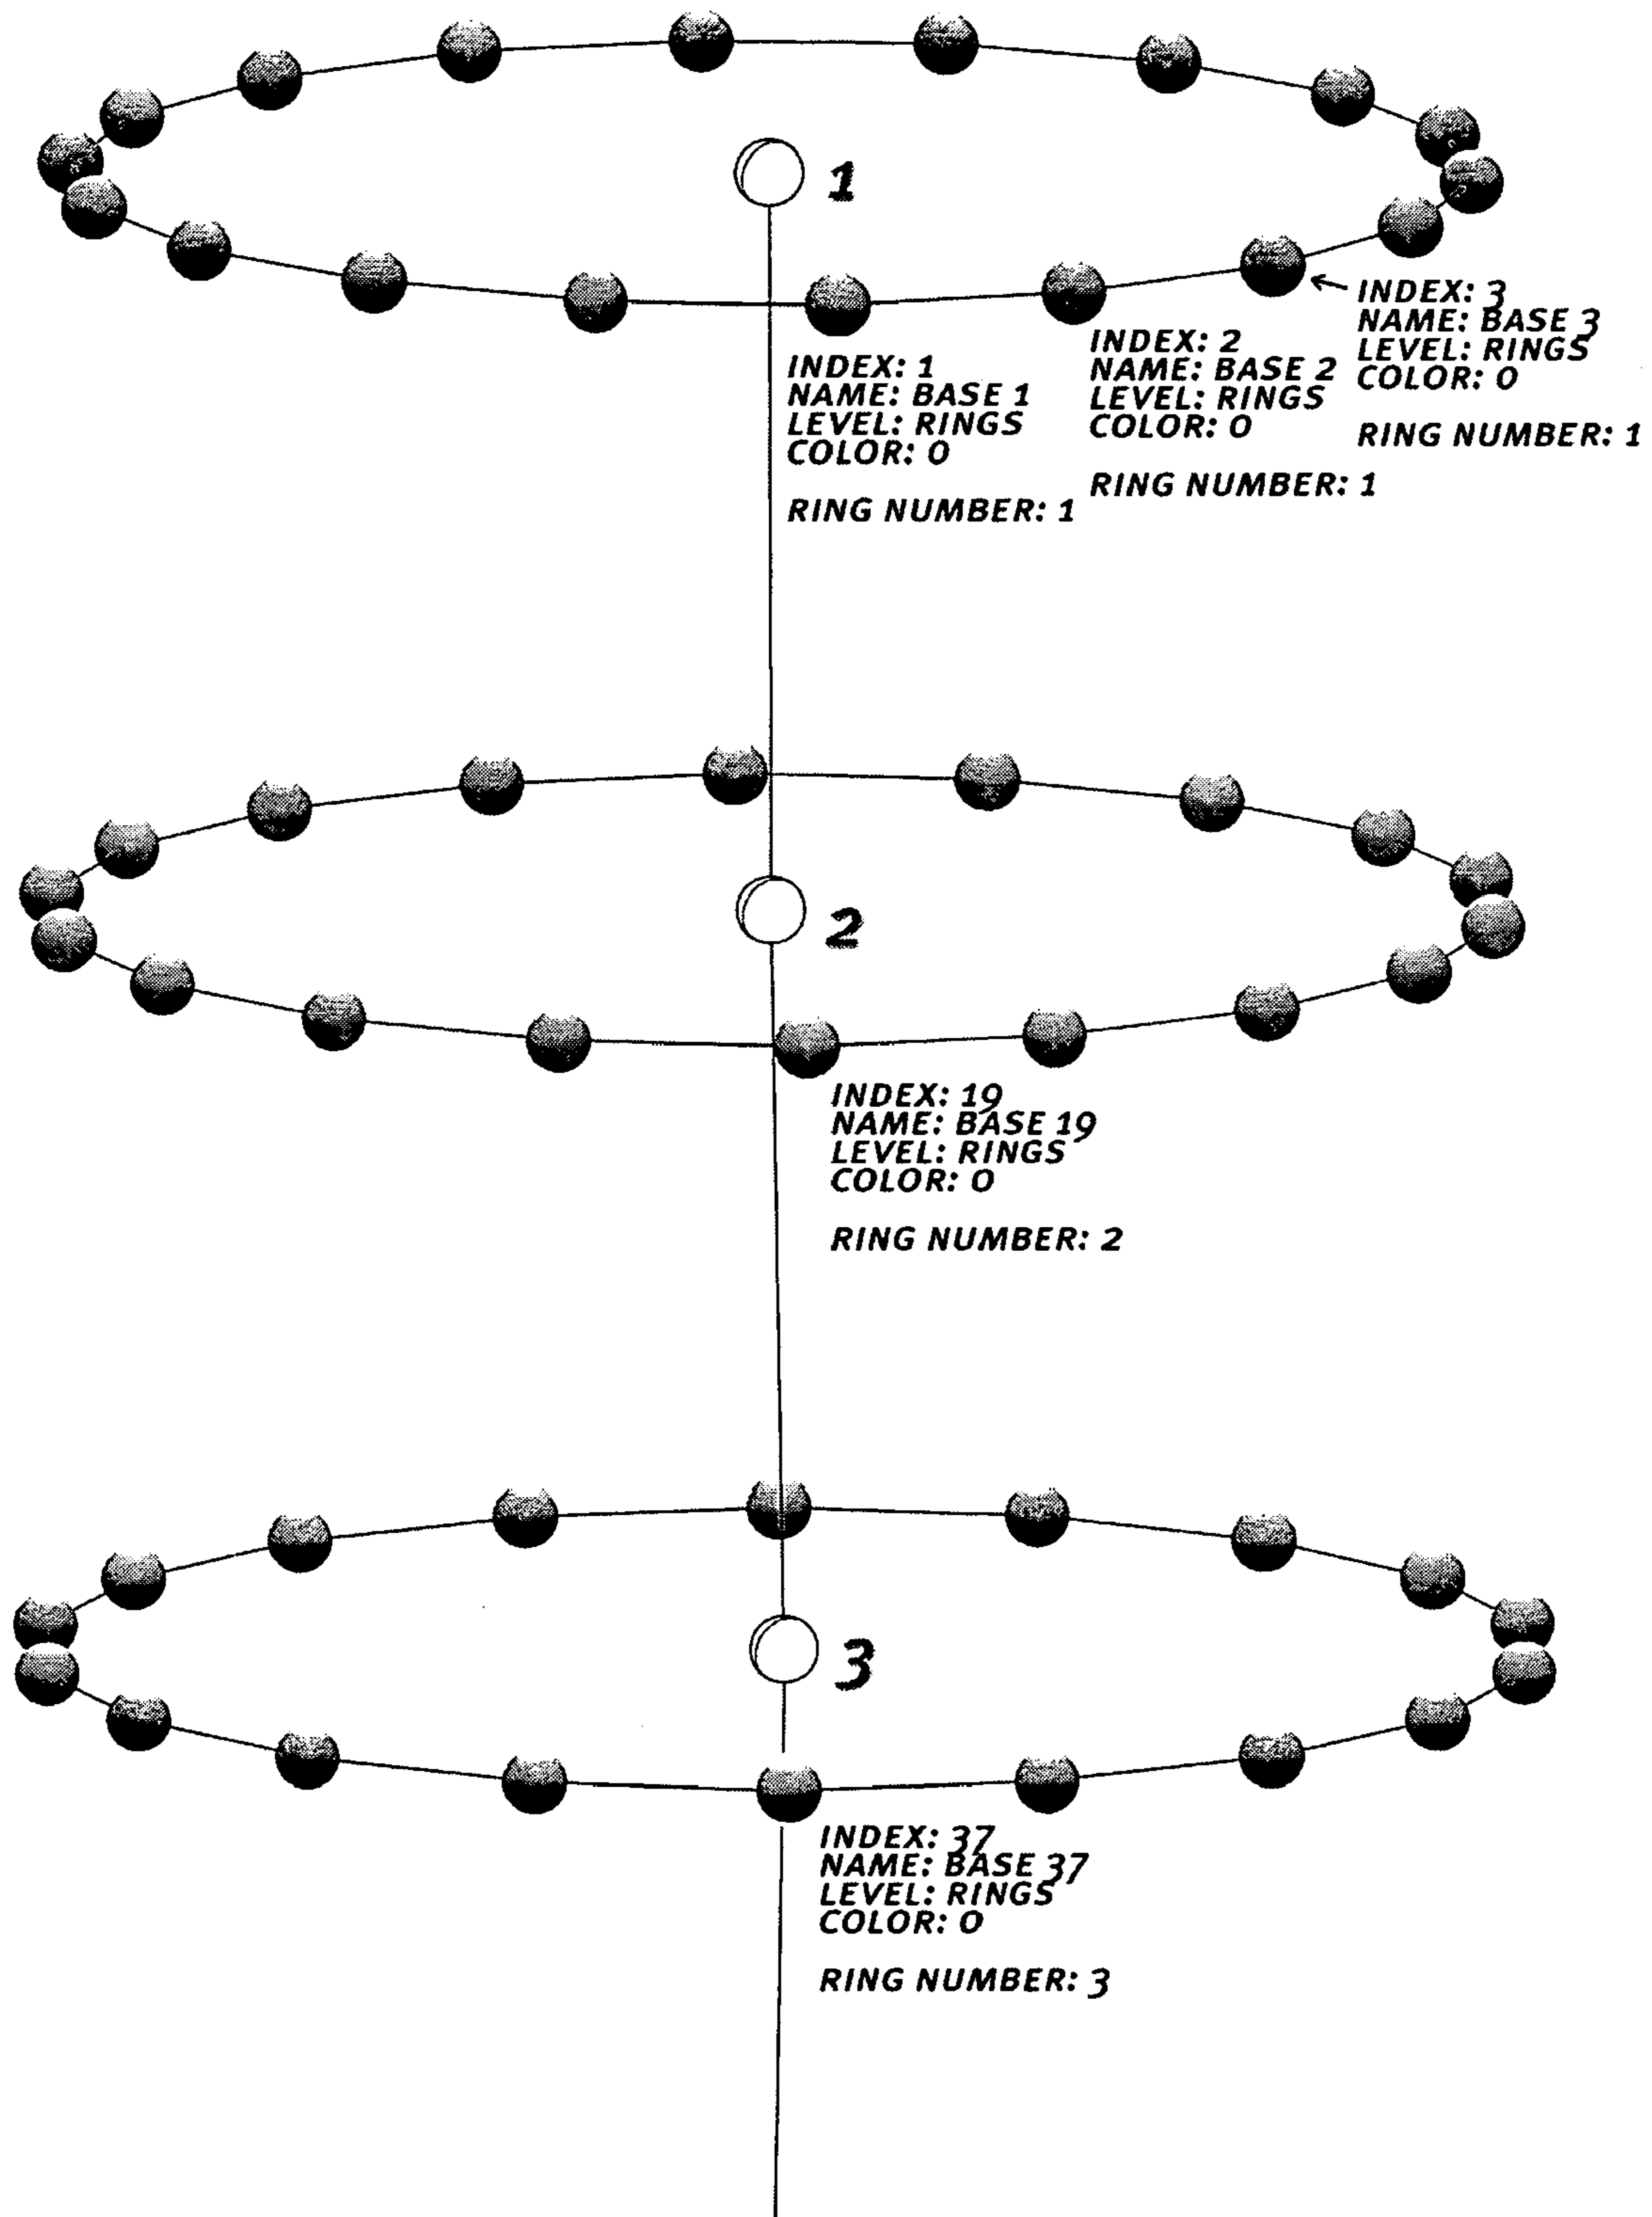 1
INDEX: 1
NAME: BASE 1
LEVEL: RINGS
COLOR: 0
RING NUMBER: 1
INDEX: 2
NAME: BASE 2
LEVEL: RINGS
COLOR: 0
RING NUMBER: 1
INDEX: 3
NAME: BASE 3
LEVEL: RINGS
COLOR: 0
RING NUMBER: 1
2
INDEX: 19
NAME: BASE 19
LEVEL: RINGS
COLOR: 0
RING NUMBER: 2
3
INDEX: 37
NAME: BASE 37
LEVEL: RINGS
COLOR: 0
RING NUMBER: 3